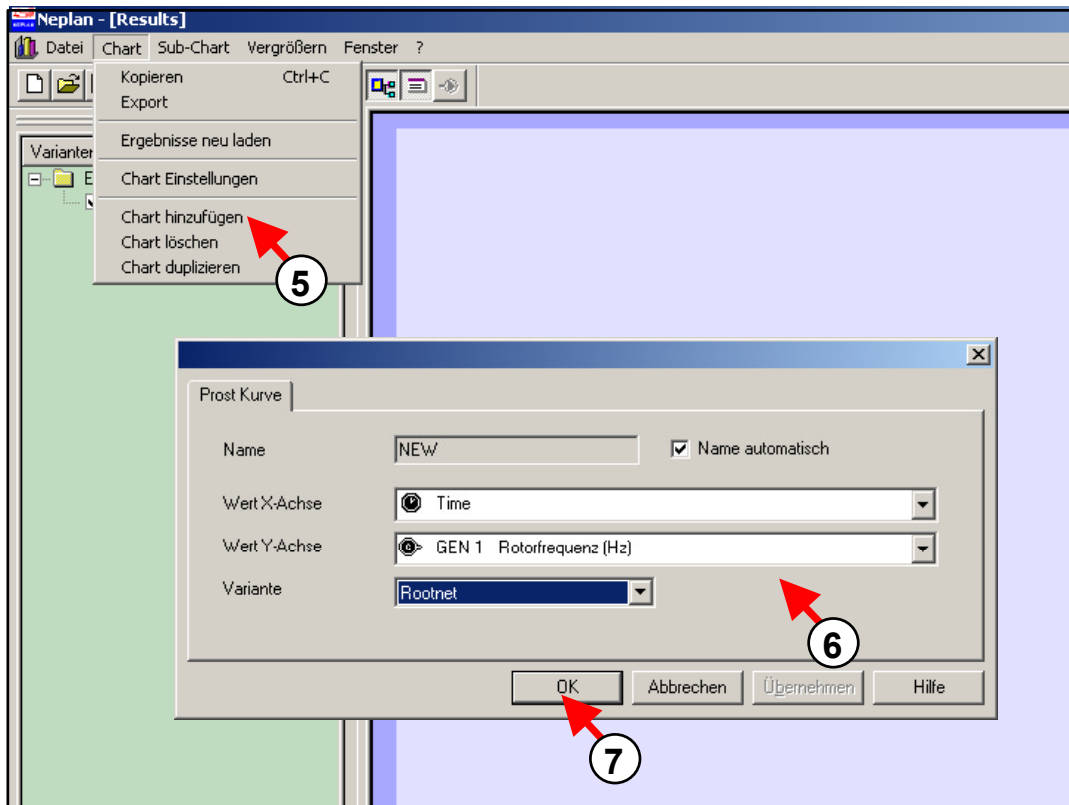 Neplan - [Results]
Datei Chart Sub-Chart Vergrößern Fenster ?
Kopieren Ctrl+C
Export
Ergebnisse neu laden
Chart Einstellungen
Chart hinzufügen
Chart löschen
Chart duplizieren
5
Prost Kurve
Name NEW Name automatisch
Wert X-Achse Time
Wert Y-Achse GEN 1 Rotorfrequenz (Hz)
Variante Rootnet
6
OK Abbrechen Übernehmen Hilfe
7